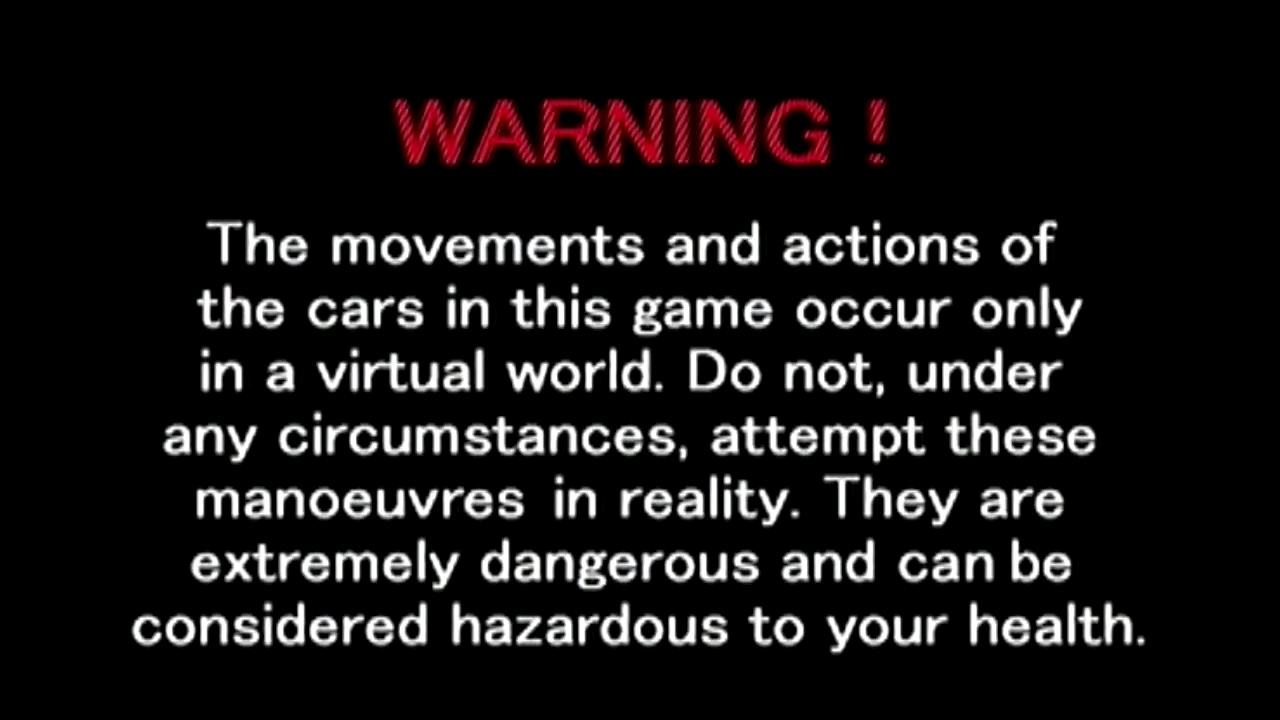 WARNING !
The movements and actions of
the cars in this game occur only
in a virtual world. Do not, under
any circumstances, attempt these
manoeuvres in reality. They are
extremely dangerous and can be
considered hazardous to your health.